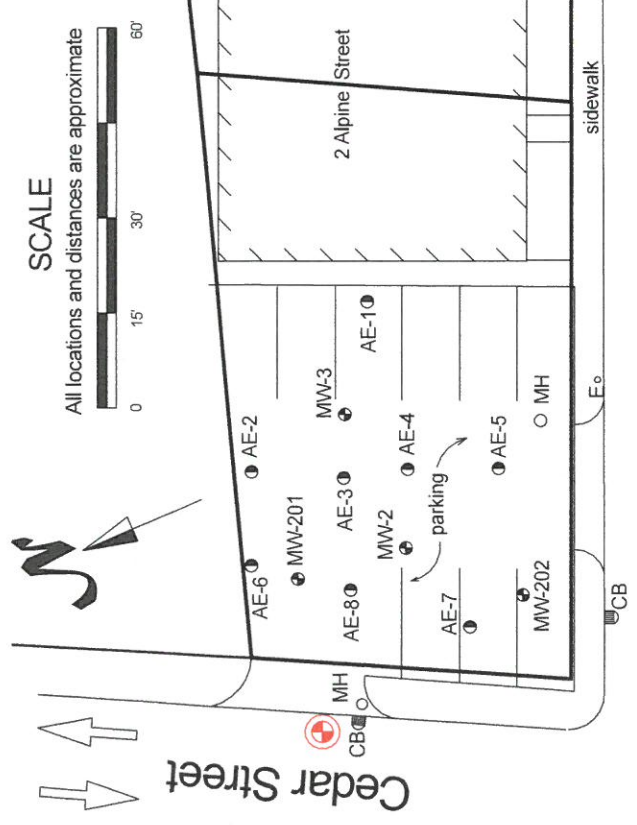 SCALE
All locations and distances are approximate
0
15'
30'
60'
N
2 Alpine Street
sidewalk
AE-1
MW-3
AE-2
AE-4
AE-5
MH
E
AE-3
MW-201
MW-2
parking
AE-6
AE-8
AE-7
MW-202
CB
MH
CB
Cedar Street